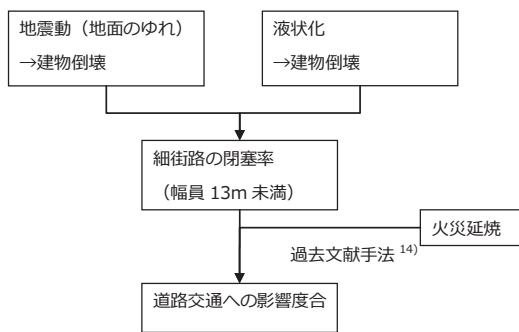 地震動（地面のゆれ）
→建物倒壊
液状化
→建物倒壊
細街路の閉塞率
（幅員 13m 未満）
火災延焼
過去文献手法 14)
道路交通への影響度合